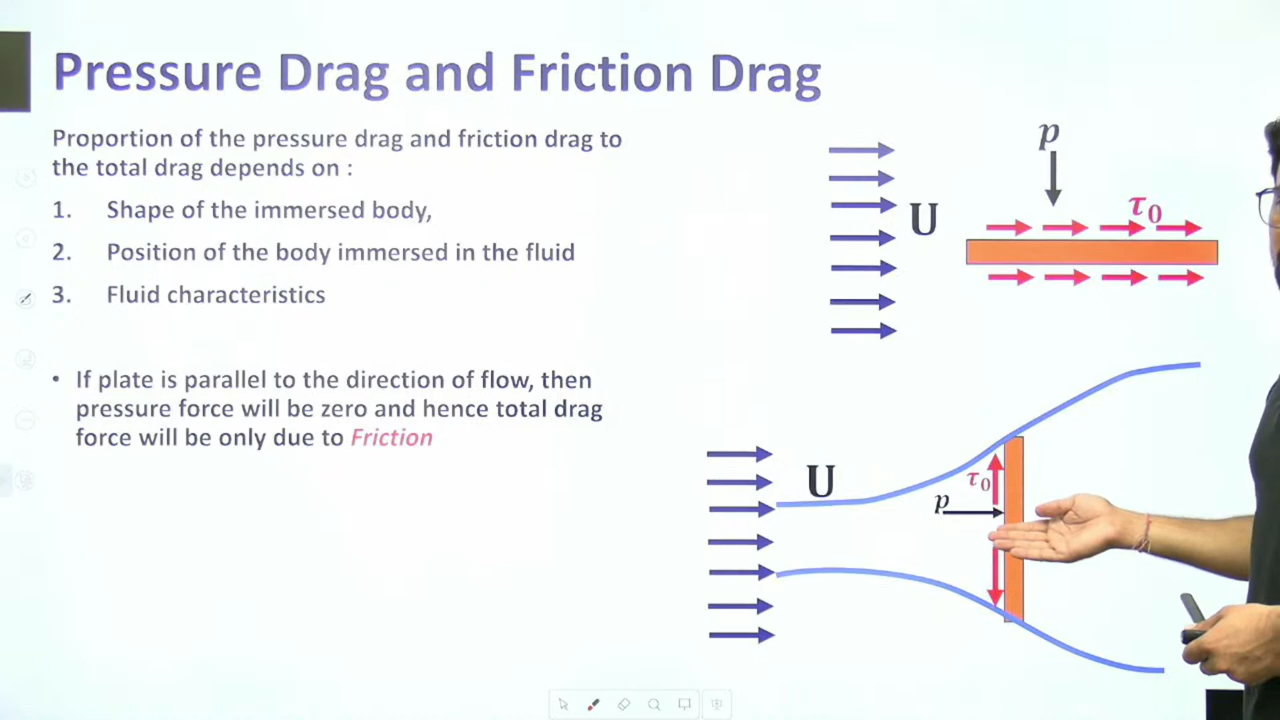 Pressure Drag and Friction Drag
Proportion of the pressure drag and friction drag to
the total drag depends on :
1. Shape of the immersed body,
2. Position of the body immersed in the fluid
3. Fluid characteristics
• If plate is parallel to the direction of flow, then
pressure force will be zero and hence total drag
force will be only due to Friction
p
U
τ₀
U
τ₀
p